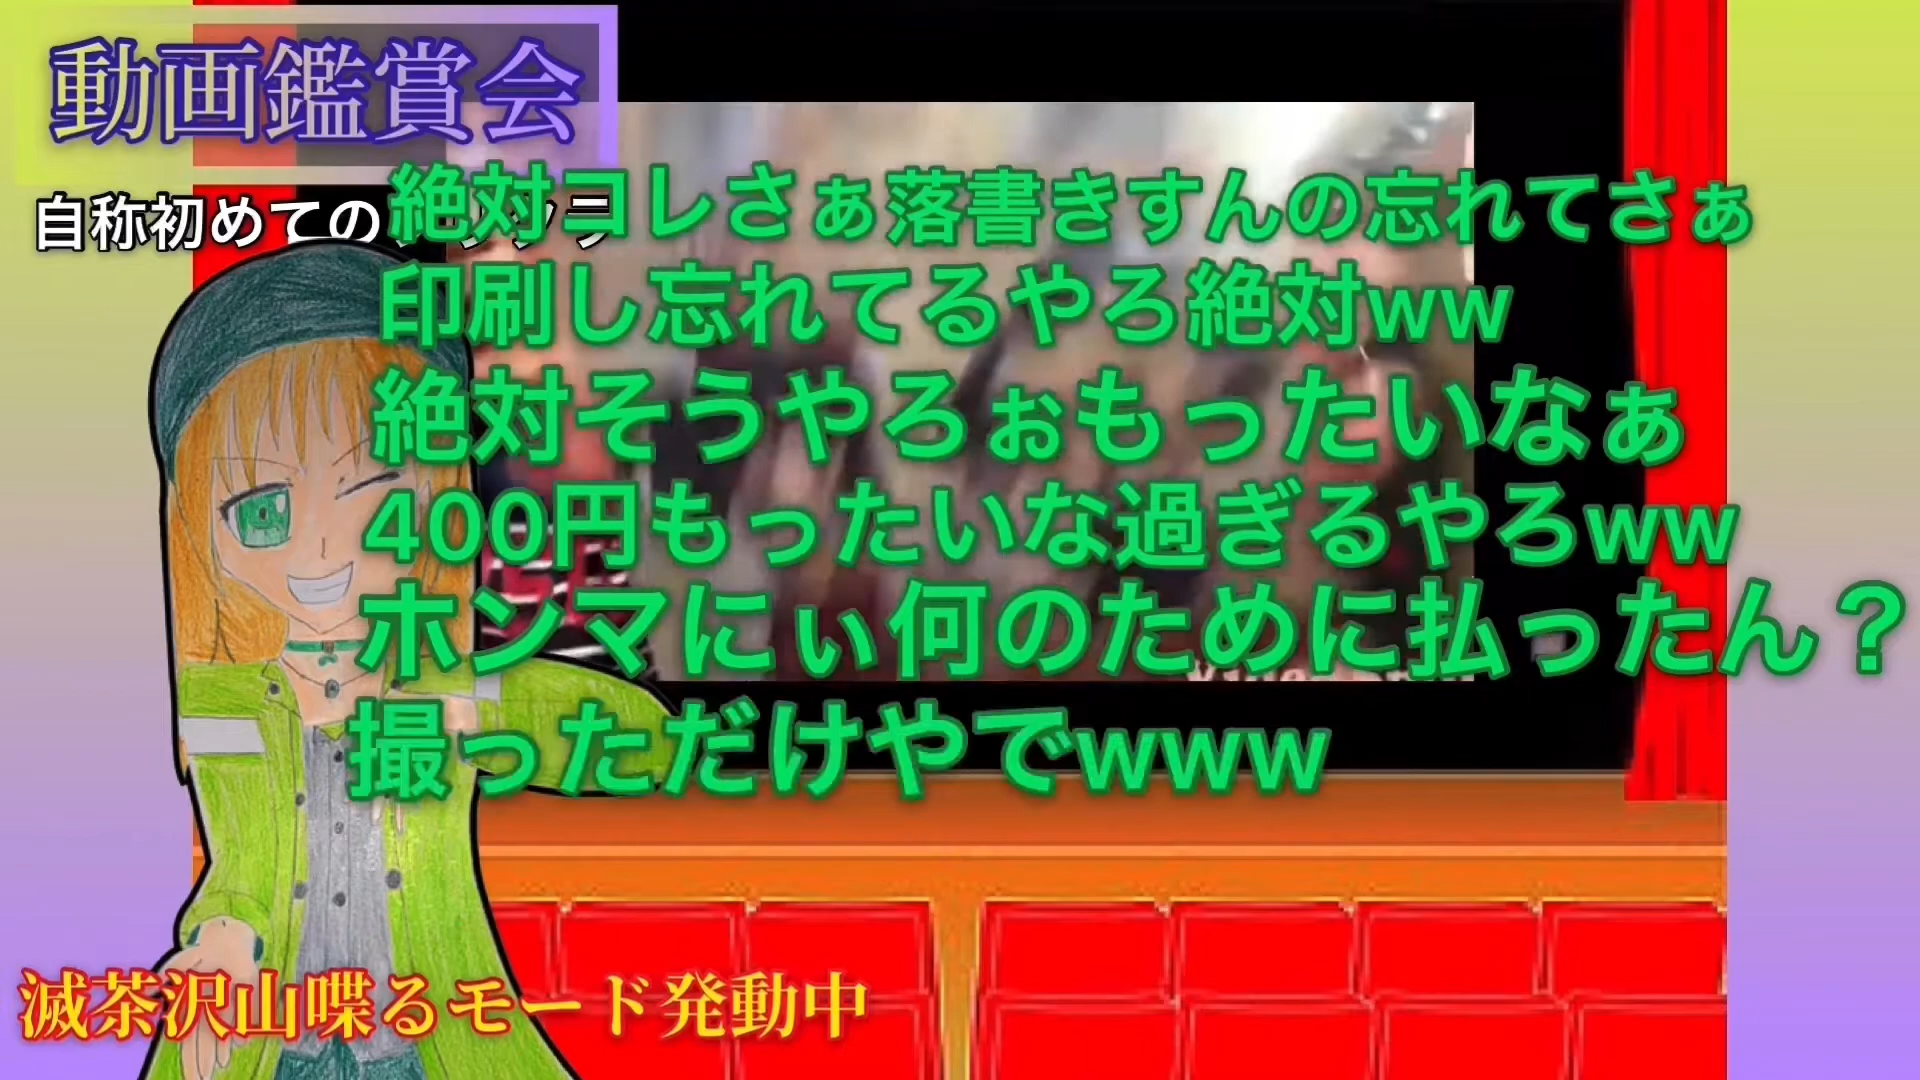 動画鑑賞会
自称初めての
絶対コレさぁ落書きすんの忘れてさぁ
印刷し忘れてるやろ絶対ww
絶対そうやろぉもったいなぁ
400円もったいな過ぎるやろww
ホンマにぃ何のために払ったん？
撮っただけやでwww
滅茶沢山喋るモード発動中